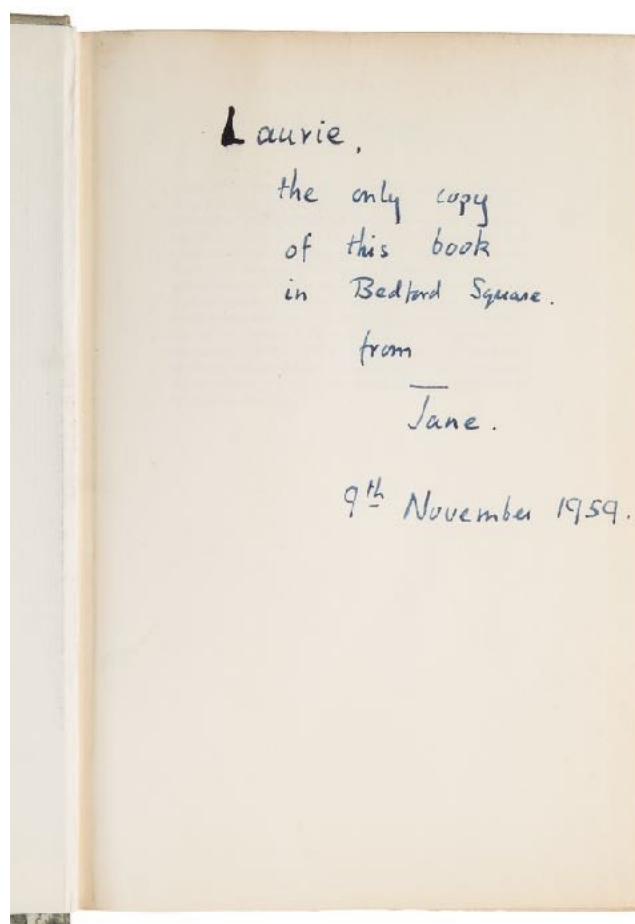 Laurie,
the only copy
of this book
in Bedford Square.
from
Jane.
9th November 1959.